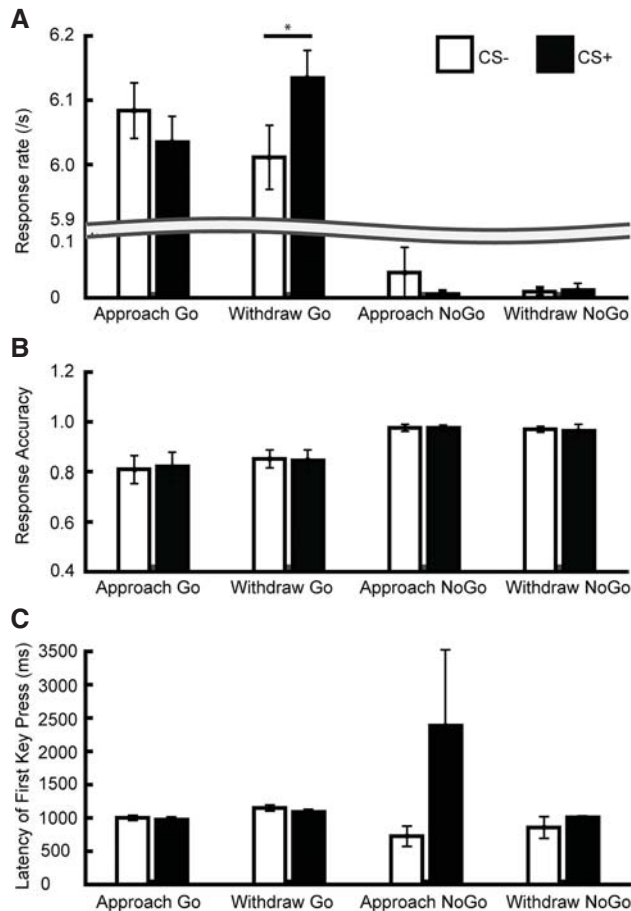 A
6.2
*
CS- CS+
6.1
6.0
5.9
0.1
0
Response rate (/s)
Approach Go Withdraw Go Approach NoGo Withdraw NoGo
B
1.2
1.0
0.8
0.6
0.4
Response Accuracy
Approach Go Withdraw Go Approach NoGo Withdraw NoGo
C
3500
3000
2500
2000
1500
1000
500
0
Latency of First Key Press (ms)
Approach Go Withdraw Go Approach NoGo Withdraw NoGo